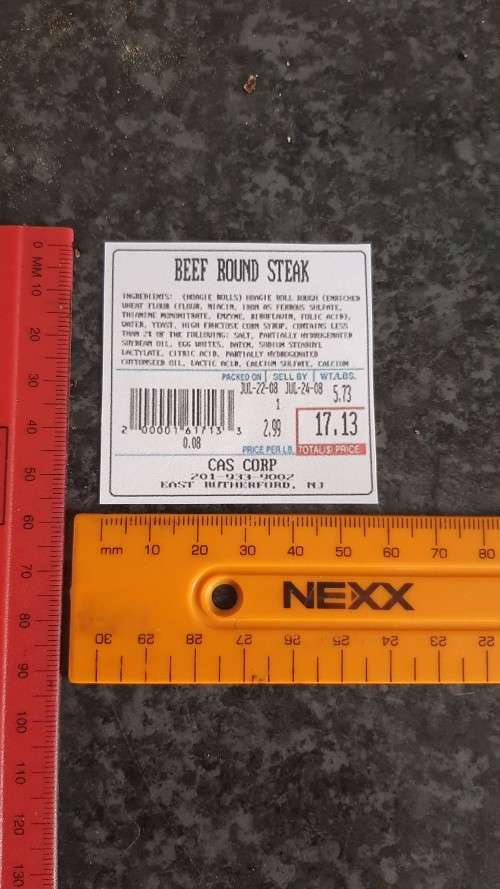 BEEF ROUND STEAK
INGREDIENTS: (HOAGIE ROLLS) HOAGIE ROLL DOUGH (ENRICHED
WHEAT FLOUR (FLOUR, NIACIN, IRON AS FERROUS SULFATE,
THIAMINE MONONITRATE, ENZYME, RIBOFLAVIN, FOLIC ACID),
WATER, YEAST, HIGH FRUCTOSE CORN SYRUP, CONTAINS LESS
THAN 2% OF THE FOLLOWING: SALT, PARTIALLY HYDROGENATED
SOYBEAN OIL, EGG WHITES, DATEM, SODIUM STEAROYL
LACTYLATE, CITRIC ACID, PARTIALLY HYDROGENATED
COTTONSEED OIL, LACTIC ACID, CALCIUM SULFATE, CALCIUM
PACKED ON SELL BY WT/LBS.
JUL-22-08 JUL-24-08 5.73
1
2.99 17.13
2 00001 61713 3
0.08
PRICE PER LB. TOTAL($) PRICE
CAS CORP
201-933-9002
EAST RUTHERFORD, NJ
0 MM 10 20 30 40 50 60 70 80 90 100 110 120 130
2
mm 10 20 30 40 50 60 70 80
NEXX
30 29 28 27 26 25 24 23 22